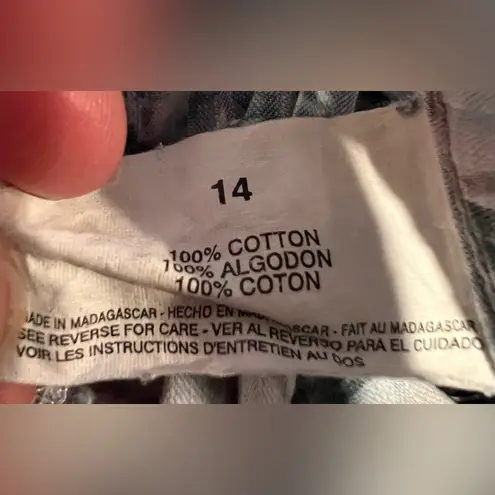 14
100% COTTON
100% ALGODON
100% COTON
MADE IN MADAGASCAR - HECHO EN MADAGASCAR - FAIT AU MADAGASCAR
SEE REVERSE FOR CARE - VER AL REVERSO PARA EL CUIDADO
VOIR LES INSTRUCTIONS D'ENTRETIEN AU DOS